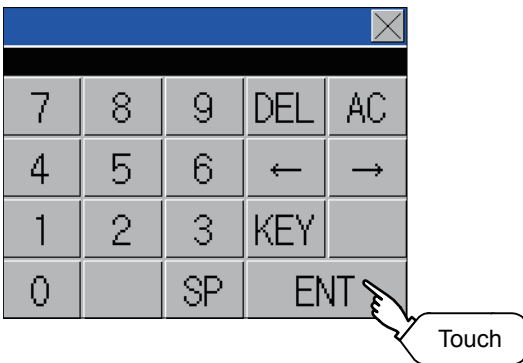 7 8 9 DEL AC
4 5 6 ← →
1 2 3 KEY
0 SP ENT
Touch